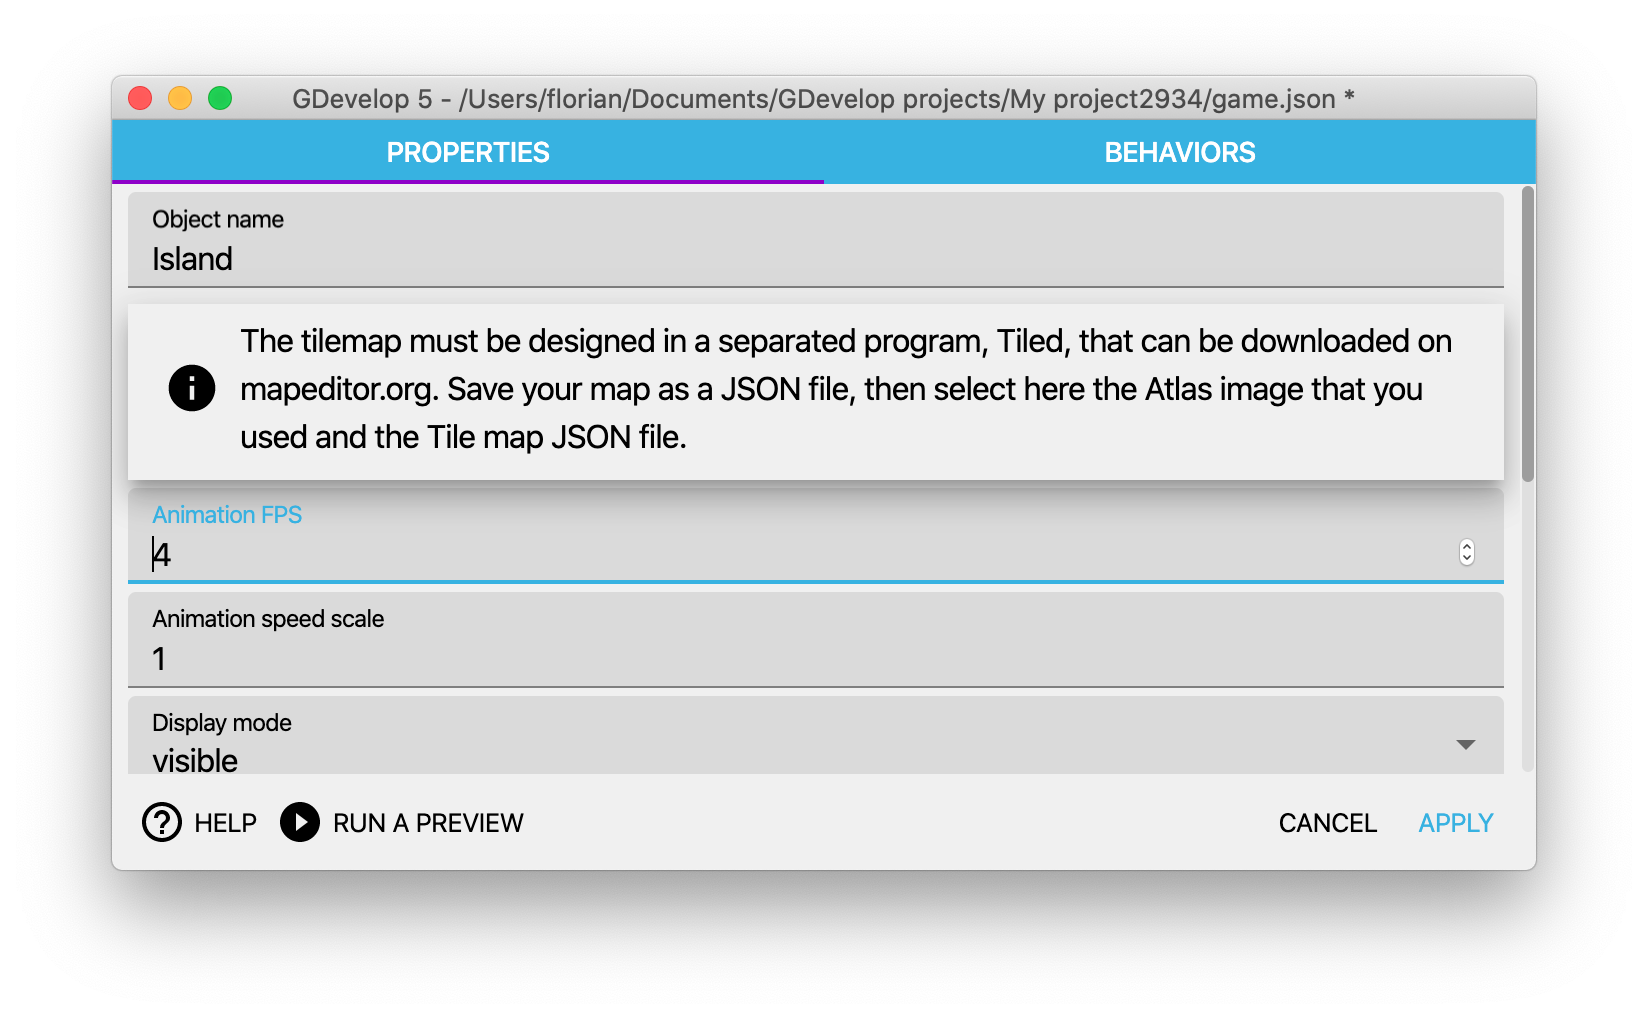 GDevelop 5 - /Users/florian/Documents/GDevelop projects/My project2934/game.json *
PROPERTIES
BEHAVIORS
Object name
Island
The tilemap must be designed in a separated program, Tiled, that can be downloaded on
mapeditor.org. Save your map as a JSON file, then select here the Atlas image that you
used and the Tile map JSON file.
Animation FPS
4
Animation speed scale
1
Display mode
visible
HELP
RUN A PREVIEW
CANCEL
APPLY